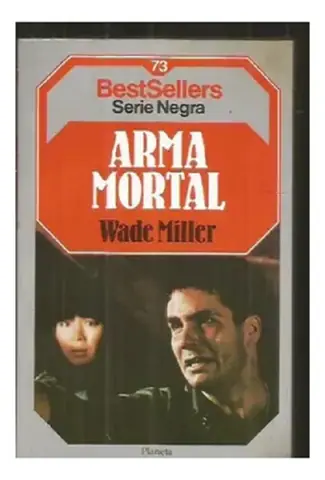 73
BestSellers
Serie Negra
ARMA
MORTAL
Wade Miller
Planeta